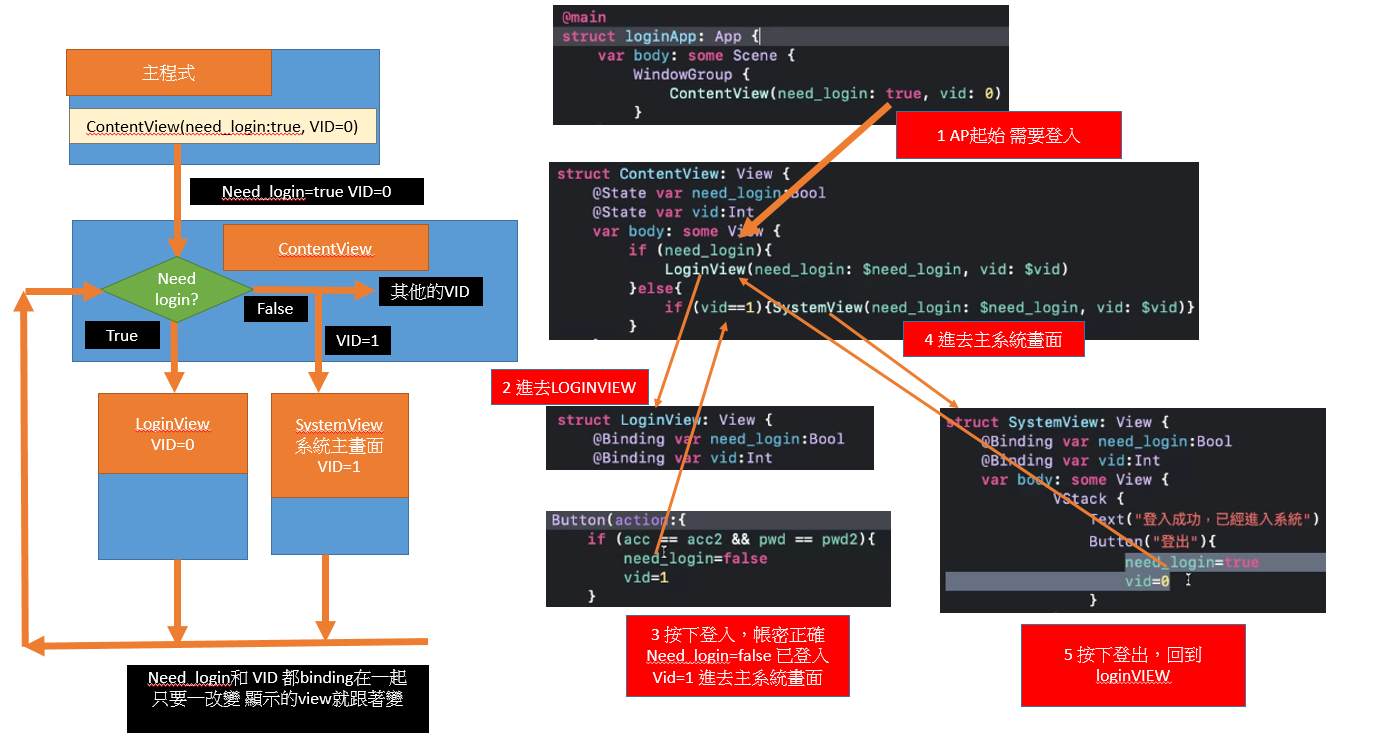 主程式
ContentView(need_login:true, VID=0)
Need_login=true VID=0
ContentView
Need
login?
其他的VID
False
True
VID=1
LoginView
VID=0
SystemView
系統主畫面
VID=1
Need_login和 VID 都binding在一起
只要一改變 顯示的view就跟著變
@main
struct loginApp: App {
var body: some Scene {
WindowGroup {
ContentView(need_login: true, vid: 0)
}
1 AP起始 需要登入
struct ContentView: View {
@State var need_login:Bool
@State var vid:Int
var body: some View {
if (need_login){
LoginView(need_login: $need_login, vid: $vid)
}else{
if (vid==1){SystemView(need_login: $need_login, vid: $vid)}
}
4 進去主系統畫面
2 進去LOGINVIEW
struct LoginView: View {
@Binding var need_login:Bool
@Binding var vid:Int
Button(action:{
if (acc == acc2 && pwd == pwd2){
need_login=false
vid=1
}
3 按下登入，帳密正確
Need_login=false 已登入
Vid=1 進去主系統畫面
struct SystemView: View {
@Binding var need_login:Bool
@Binding var vid:Int
var body: some View {
VStack {
Text("登入成功，已經進入系統")
Button("登出"){
need_login=true
vid=0
}
5 按下登出，回到
loginVIEW